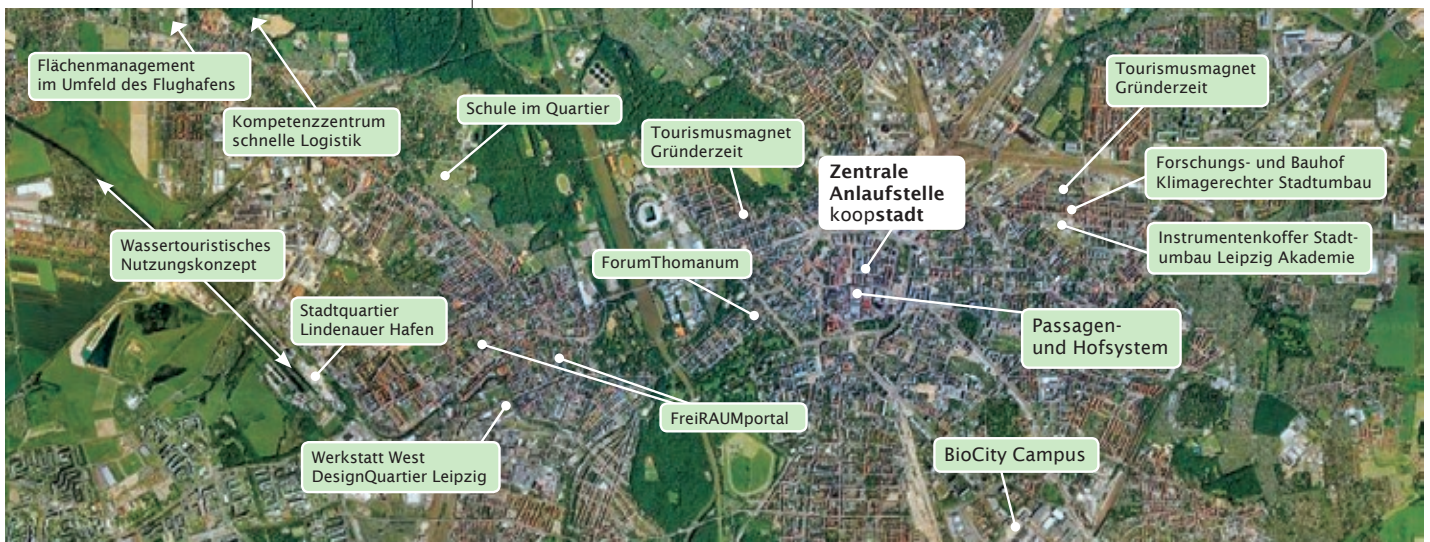 Flächenmanagement
im Umfeld des Flughafens
Kompetenzzentrum
schnelle Logistik
Schule im Quartier
Tourismusmagnet
Gründerzeit
Zentrale
Anlaufstelle
koopstadt
Tourismusmagnet
Gründerzeit
Forschungs- und Bauhof
Klimagerechter Stadtumbau
Instrumentenkoffer Stadt-
umbau Leipzig Akademie
Wassertouristisches
Nutzungskonzept
ForumThomanum
Stadtquartier
Lindenauer Hafen
Passagen-
und Hofsystem
FreiRAUMportal
Werkstatt West
DesignQuartier Leipzig
BioCity Campus